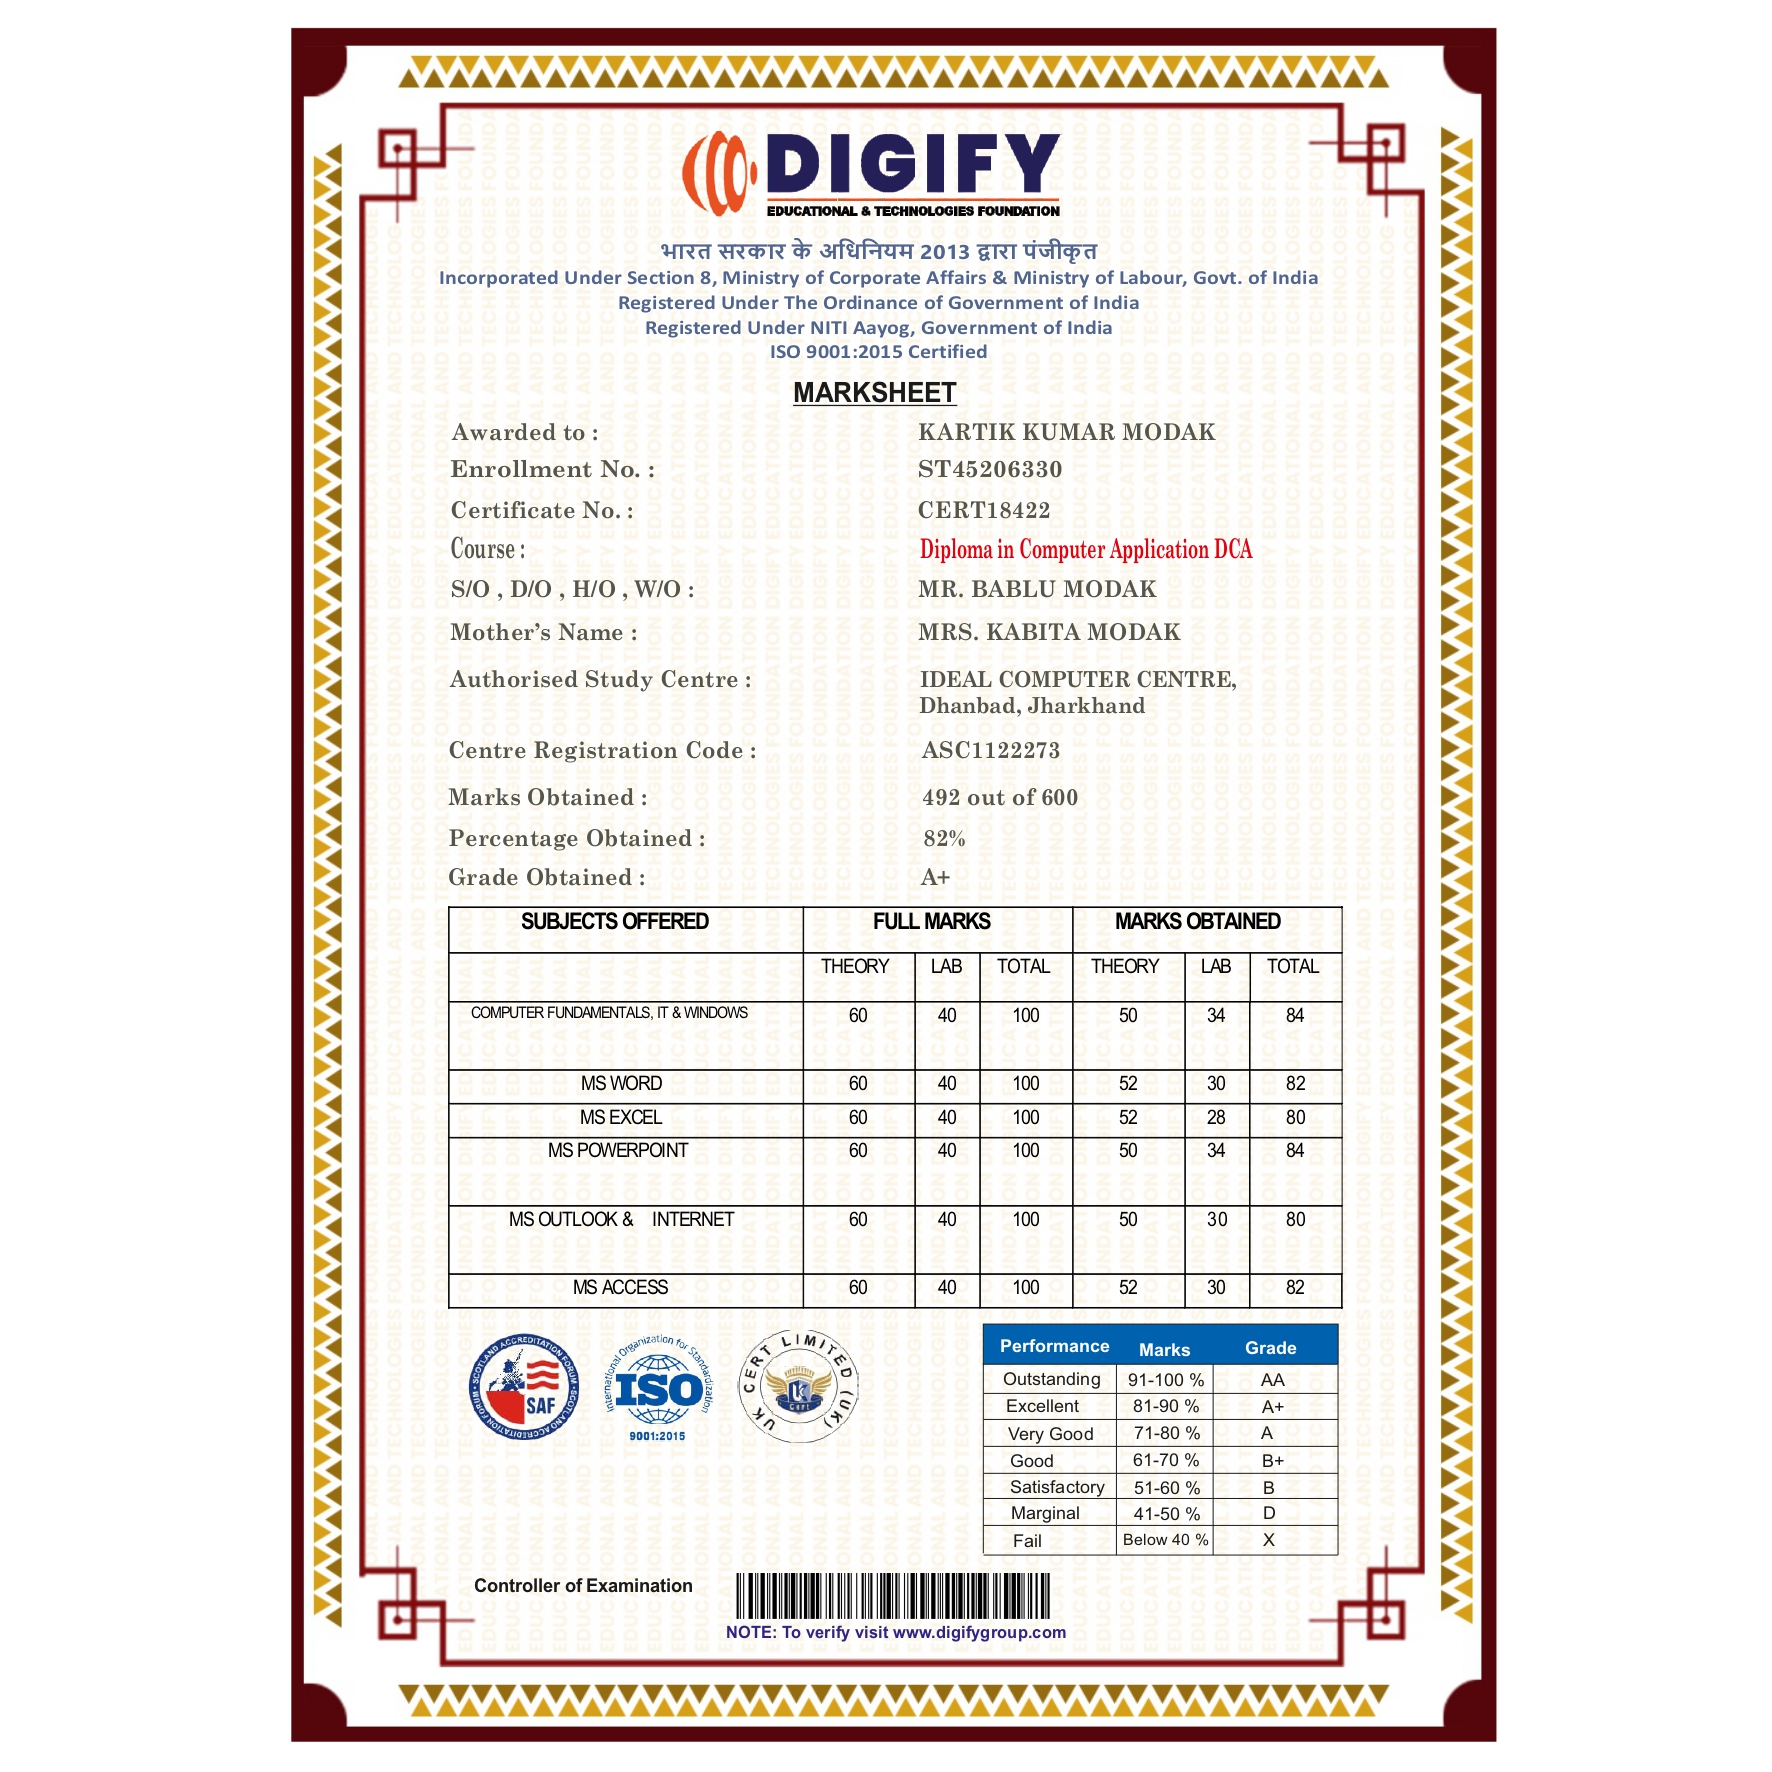 DIGIFY
EDUCATIONAL & TECHNOLOGIES FOUNDATION
भारत सरकार के अधिनियम 2013 द्वारा पंजीकृत
Incorporated Under Section 8, Ministry of Corporate Affairs & Ministry of Labour, Govt. of India
Registered Under The Ordinance of Government of India
Registered Under NITI Aayog, Government of India
ISO 9001:2015 Certified
MARKSHEET
Awarded to : KARTIK KUMAR MODAK
Enrollment No. : ST45206330
Certificate No. : CERT18422
Course : Diploma in Computer Application DCA
S/O , D/O , H/O , W/O : MR. BABLU MODAK
Mother’s Name : MRS. KABITA MODAK
Authorised Study Centre : IDEAL COMPUTER CENTRE,
Dhanbad, Jharkhand
Centre Registration Code : ASC1122273
Marks Obtained : 492 out of 600
Percentage Obtained : 82%
Grade Obtained : A+
SUBJECTS OFFERED FULL MARKS MARKS OBTAINED
THEORY LAB TOTAL THEORY LAB TOTAL
COMPUTER FUNDAMENTALS, IT & WINDOWS 60 40 100 50 34 84
MS WORD 60 40 100 52 30 82
MS EXCEL 60 40 100 52 28 80
MS POWERPOINT 60 40 100 50 34 84
MS OUTLOOK & INTERNET 60 40 100 50 30 80
MS ACCESS 60 40 100 52 30 82
SCOTLAND ACCREDITATION FORUM • SCOTLAND ACCREDITATION FORUM •
SAF
International Organization for Standardization
ISO
9001:2015
UK CERT LIMITED (UK)
UK
Cert
Performance Marks Grade
Outstanding 91-100 % AA
Excellent 81-90 % A+
Very Good 71-80 % A
Good 61-70 % B+
Satisfactory 51-60 % B
Marginal 41-50 % D
Fail Below 40 % X
Controller of Examination
NOTE: To verify visit www.digifygroup.com